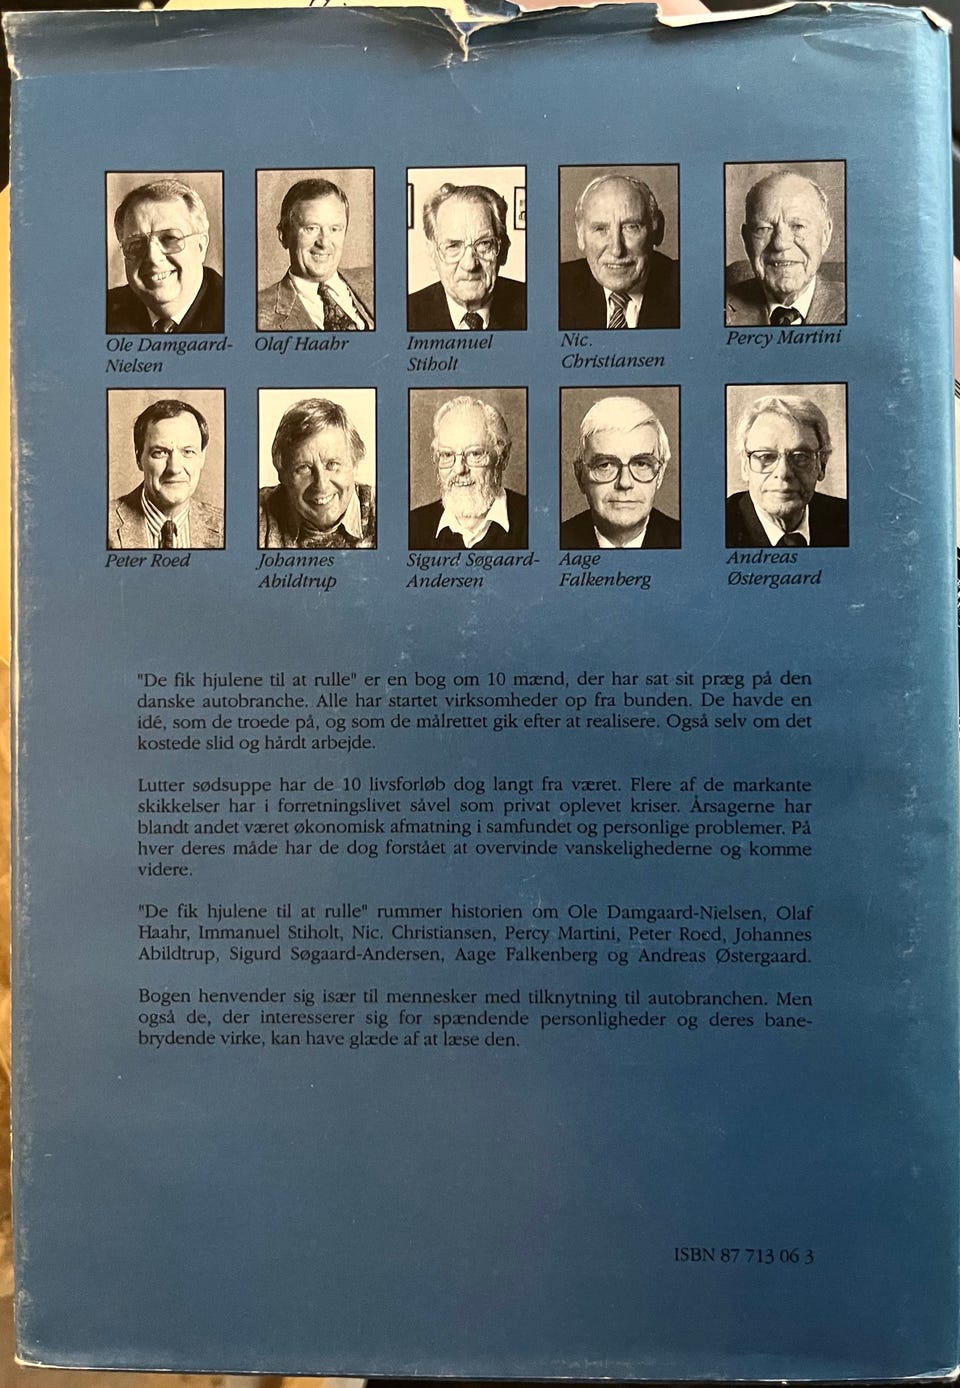 Ole Damgaard-
Nielsen
Olaf Haahr
Immanuel
Stiholt
Nic.
Christiansen
Percy Martini
Peter Roed
Johannes
Abildtrup
Sigurd Søgaard-
Andersen
Aage
Falkenberg
Andreas
Østergaard
"De fik hjulene til at rulle" er en bog om 10 mænd, der har sat sit præg på den
danske autobranche. Alle har startet virksomheder op fra bunden. De havde en
idé, som de troede på, og som de målrettet gik efter at realisere. Også selv om det
kostede slid og hårdt arbejde.
Lutter sødsuppe har de 10 livsforløb dog langt fra været. Flere af de markante
skikkelser har i forretningslivet såvel som privat oplevet kriser. Årsagerne har
blandt andet været økonomisk afmatning i samfundet og personlige problemer. På
hver deres måde har de dog forstået at overvinde vanskelighederne og komme
videre.
"De fik hjulene til at rulle" rummer historien om Ole Damgaard-Nielsen, Olaf
Haahr, Immanuel Stiholt, Nic. Christiansen, Percy Martini, Peter Roed, Johannes
Abildtrup, Sigurd Søgaard-Andersen, Aage Falkenberg og Andreas Østergaard.
Bogen henvender sig især til mennesker med tilknytning til autobranchen. Men
også de, der interesserer sig for spændende personligheder og deres bane-
brydende virke, kan have glæde af at læse den.
ISBN 87 713 06 3